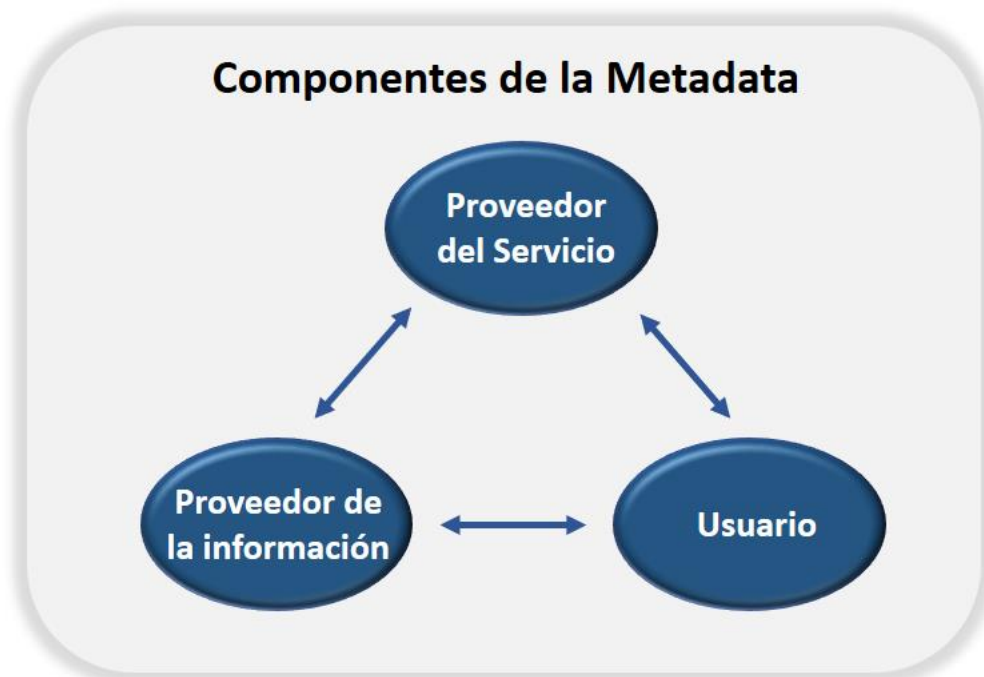 Componentes de la Metadata
Proveedor
del Servicio
Proveedor de
la información
Usuario